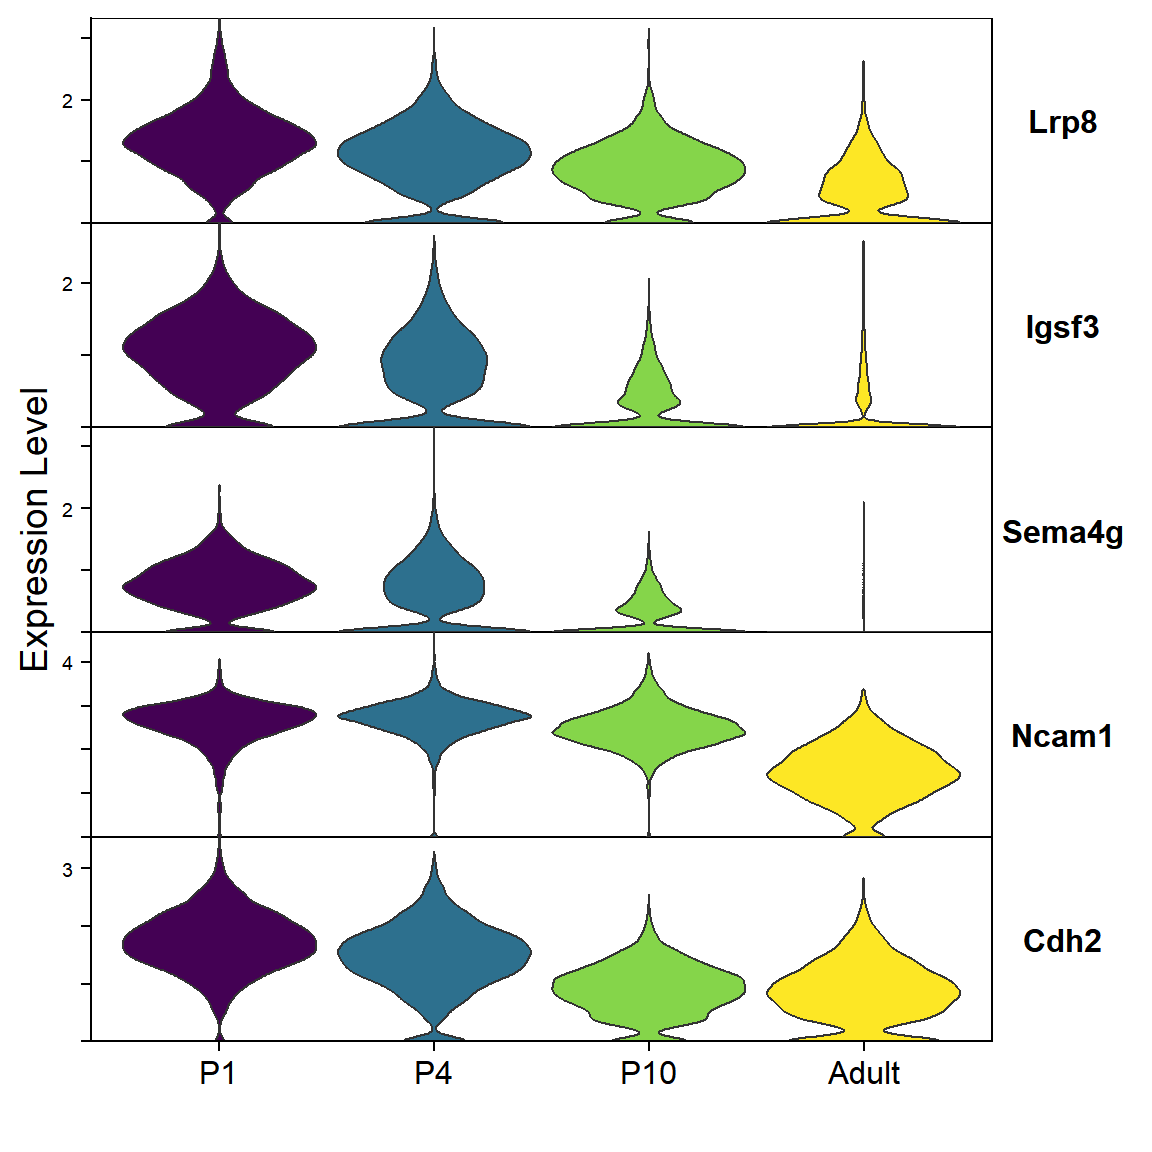 Expression Level
2
Lrp8
2
Igsf3
2
Sema4g
4
Ncam1
3
Cdh2
P1 P4 P10 Adult